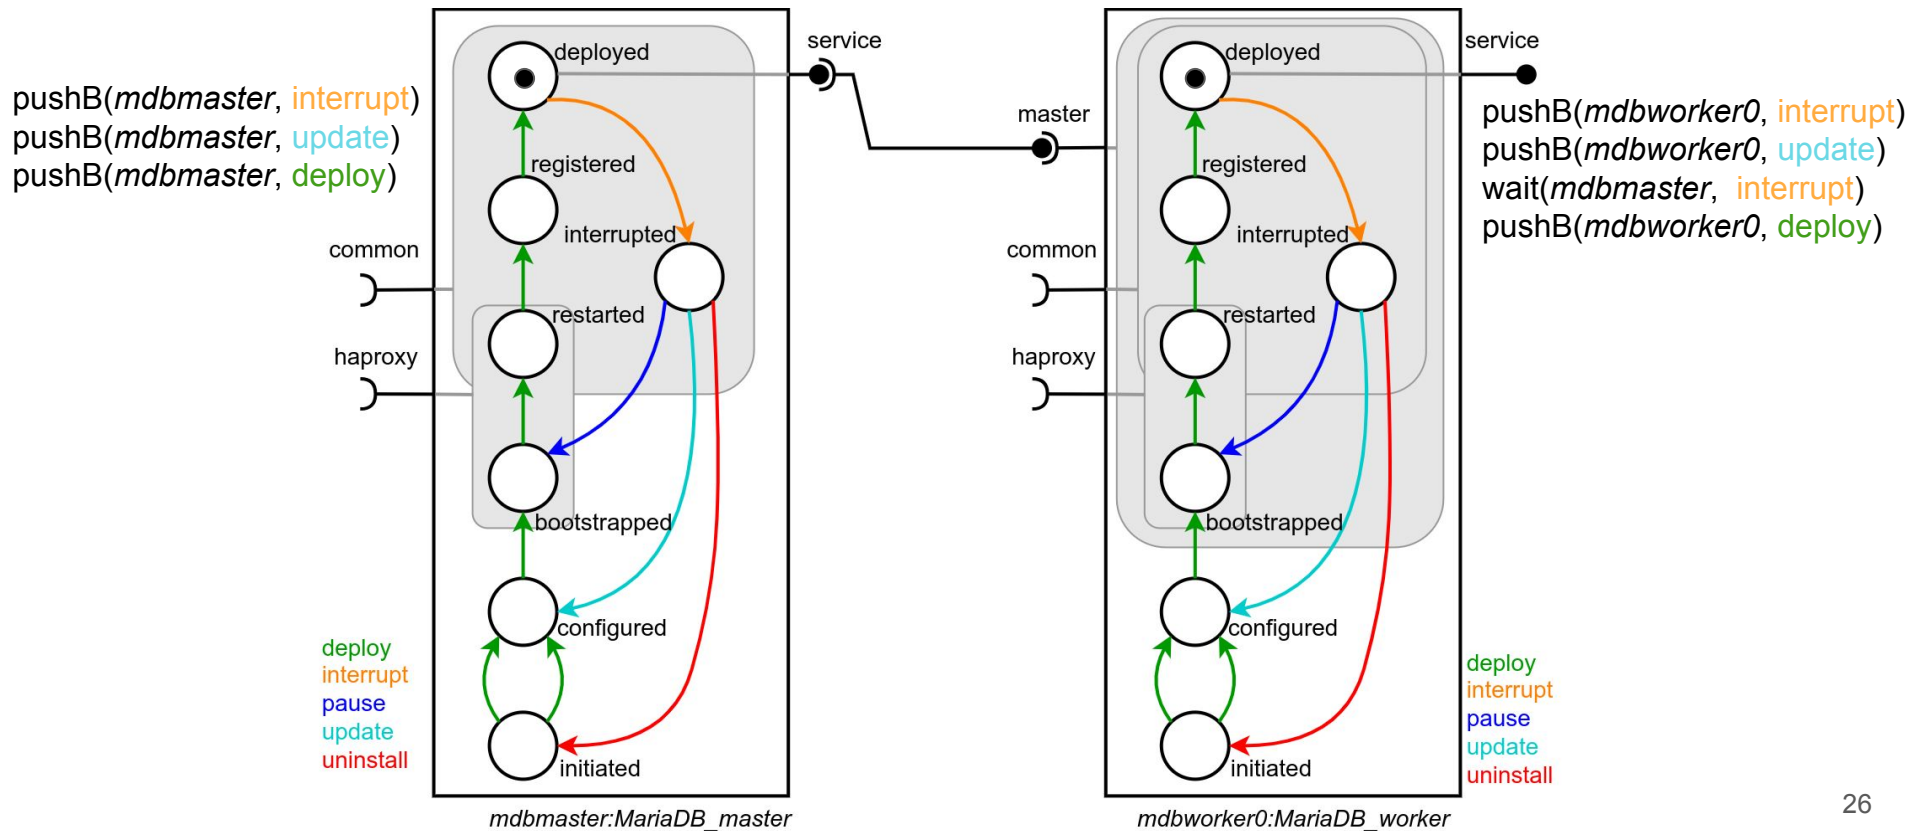 pushB(mdbmaster, interrupt)
pushB(mdbmaster, update)
pushB(mdbmaster, deploy)
deployed
registered
interrupted
restarted
bootstrapped
configured
initiated
common
haproxy
service
deploy
interrupt
pause
update
uninstall
mdbmaster:MariaDB_master
master
common
haproxy
deployed
registered
interrupted
restarted
bootstrapped
configured
initiated
service
pushB(mdbworker0, interrupt)
pushB(mdbworker0, update)
wait(mdbmaster, interrupt)
pushB(mdbworker0, deploy)
deploy
interrupt
pause
update
uninstall
mdbworker0:MariaDB_worker
26